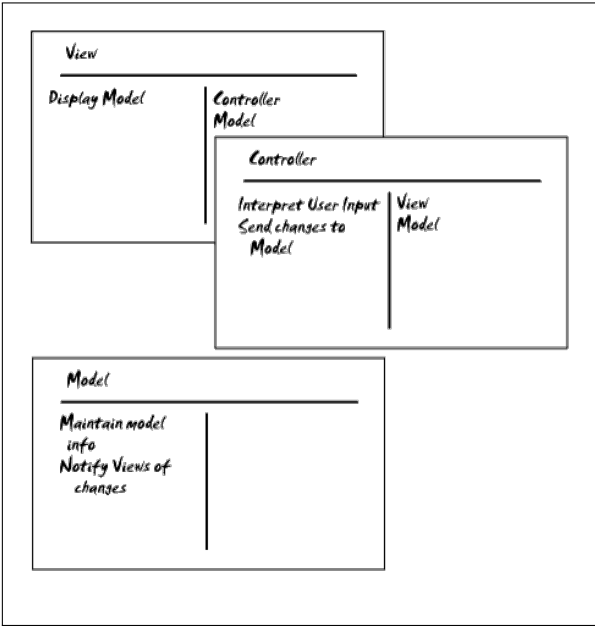 View
Display Model
Controller
Model
Controller
Interpret User Input
Send changes to
Model
View
Model
Model
Maintain model
info
Notify Views of
changes